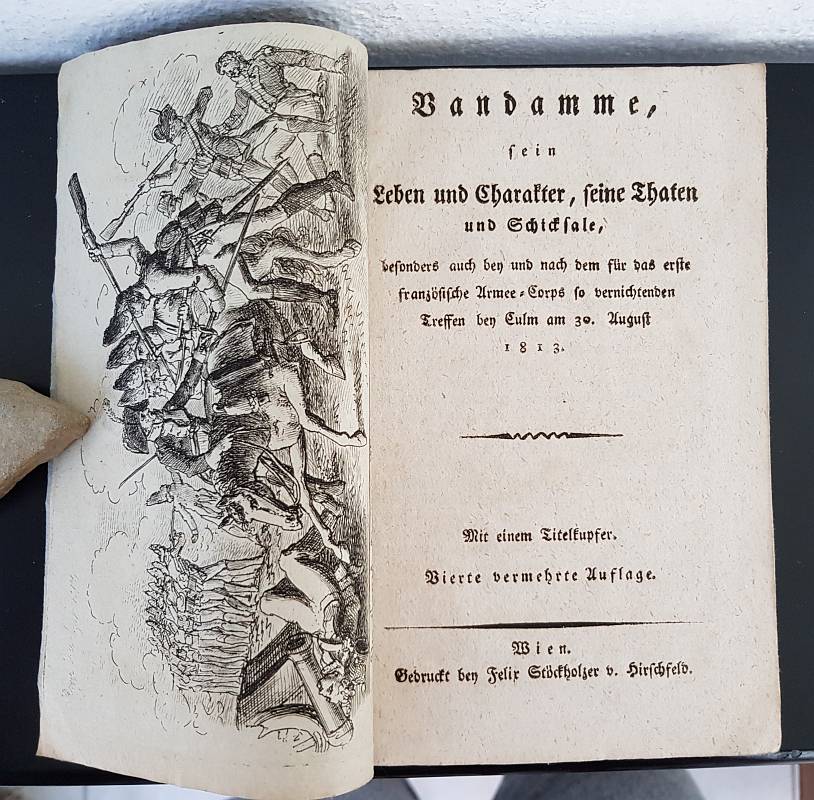 Vandamme,
sein
Leben und Charakter, seine Thaten
und Schicksale,
besonders auch bey und nach dem für das erste
französische Armee-Corps so vernichtenden
Treffen bey Culm am 30. August
1813.
Mit einem Titelkupfer.
Vierte vermehrte Auflage.
Wien.
Gedruckt bey Felix Stöckholzer v. Hirschfeld.